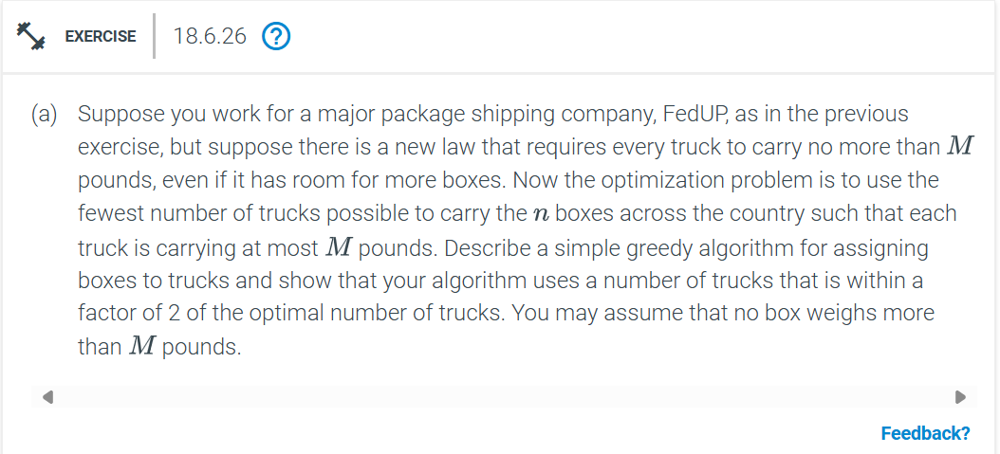 EXERCISE 18.6.26 ?
(a) Suppose you work for a major package shipping company, FedUP, as in the previous
exercise, but suppose there is a new law that requires every truck to carry no more than M
pounds, even if it has room for more boxes. Now the optimization problem is to use the
fewest number of trucks possible to carry the n boxes across the country such that each
truck is carrying at most M pounds. Describe a simple greedy algorithm for assigning
boxes to trucks and show that your algorithm uses a number of trucks that is within a
factor of 2 of the optimal number of trucks. You may assume that no box weighs more
than M pounds.
Feedback?